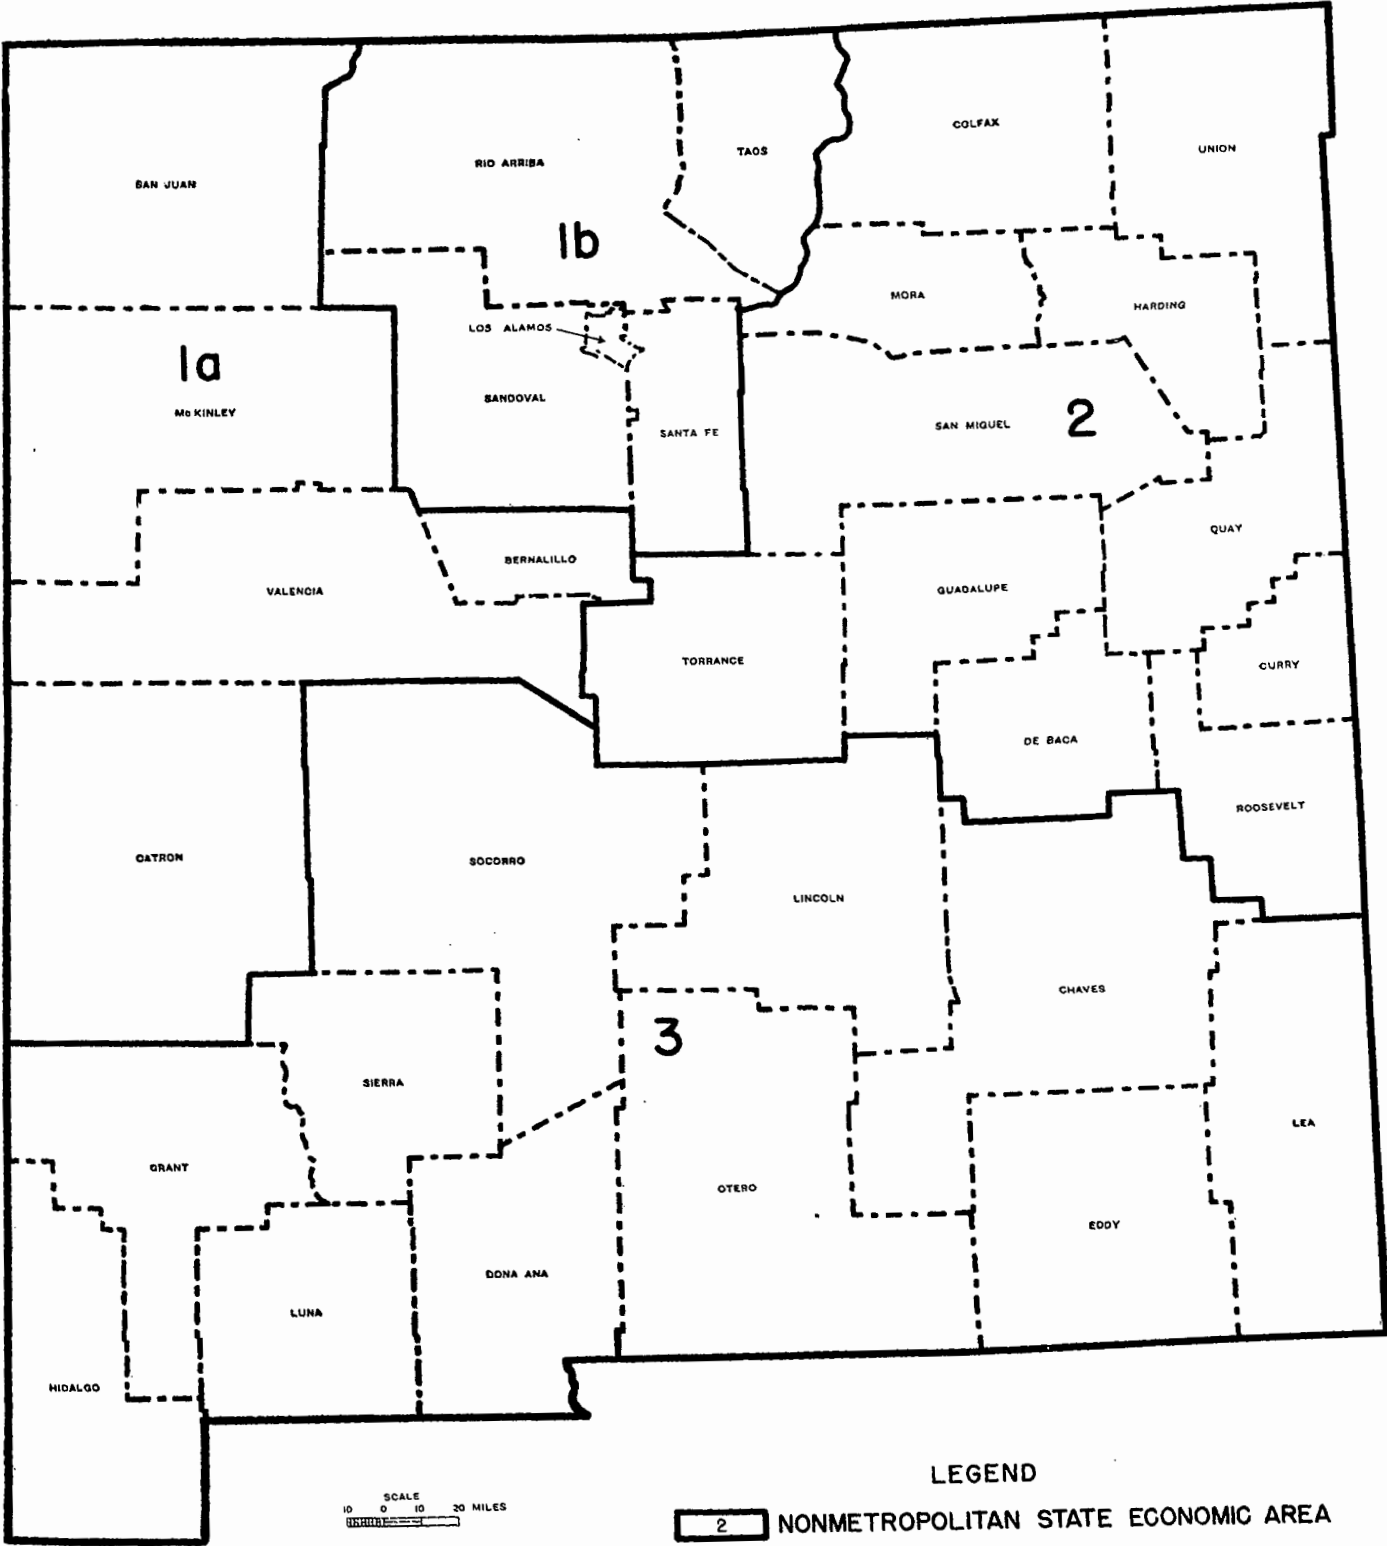 COLFAX
UNION
TAOS
RIO ARRIBA
SAN JUAN
1b
MORA
HARDING
LOS ALAMOS
1a
SANDOVAL
McKINLEY
SANTA FE
SAN MIGUEL
2
QUAY
BERNALILLO
VALENCIA
GUADALUPE
TORRANCE
CURRY
DE BACA
ROOSEVELT
CATRON
SOCORRO
LINCOLN
CHAVES
3
SIERRA
LEA
GRANT
OTERO
EDDY
DONA ANA
LUNA
HIDALGO
LEGEND
SCALE
10 0 10 20 MILES
2 NONMETROPOLITAN STATE ECONOMIC AREA